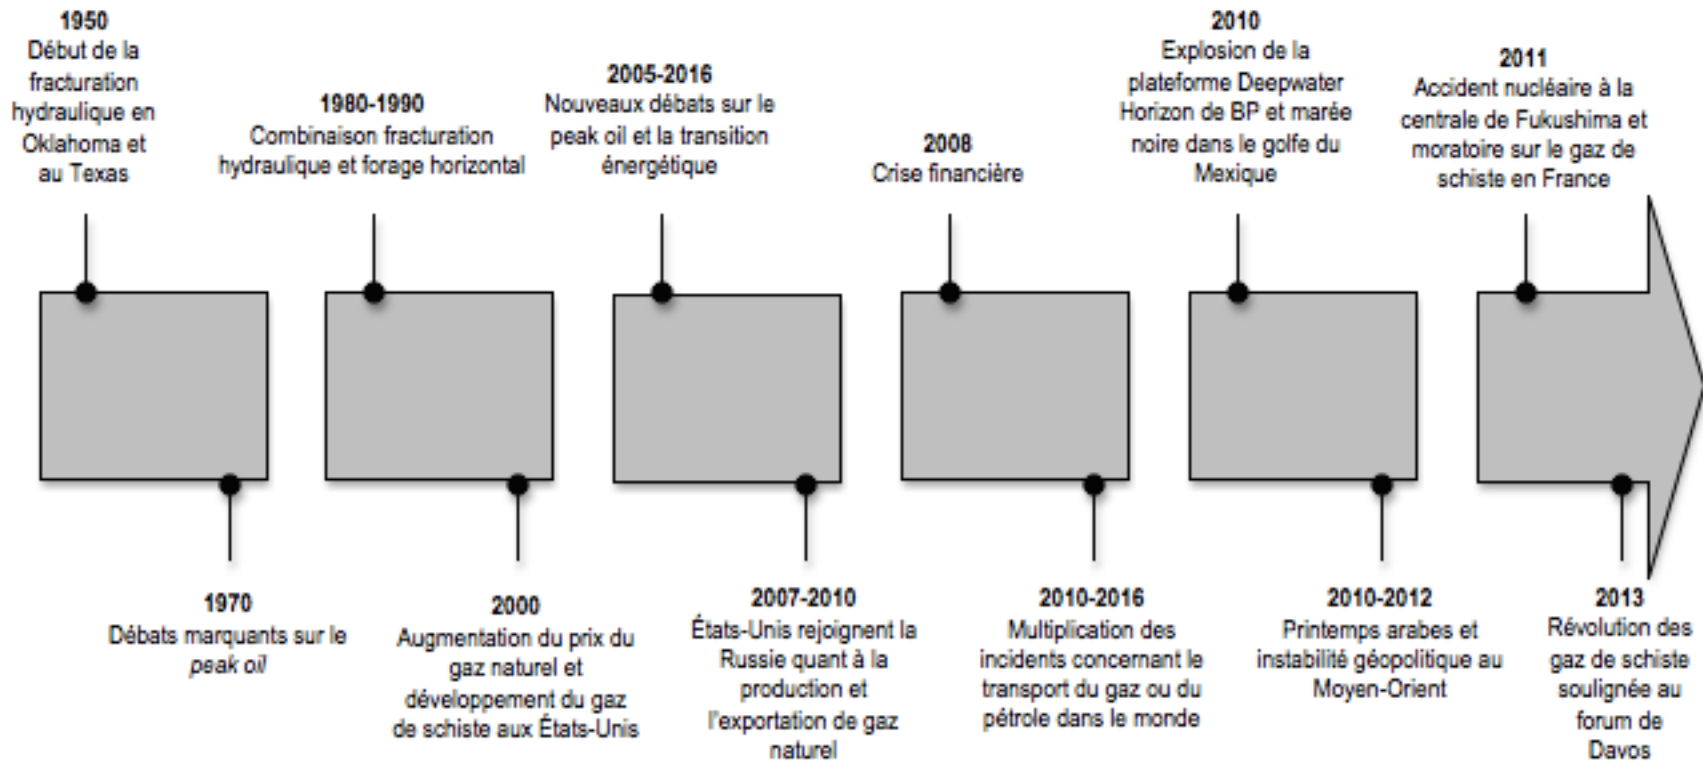 1950
Début de la
fracturation
hydraulique en
Oklahoma et
au Texas
1980-1990
Combinaison fracturation
hydraulique et forage horizontal
2005-2016
Nouveaux débats sur le
peak oil et la transition
énergétique
2008
Crise financière
2010
Explosion de la
plateforme Deepwater
Horizon de BP et marée
noire dans le golfe du
Mexique
2011
Accident nucléaire à la
centrale de Fukushima et
moratoire sur le gaz de
schiste en France
1970
Débats marquants sur le
peak oil
2000
Augmentation du prix du
gaz naturel et
développement du gaz
de schiste aux États-Unis
2007-2010
États-Unis rejoignent la
Russie quant à la
production et
l'exportation de gaz
naturel
2010-2016
Multiplication des
incidents concernant le
transport du gaz ou du
pétrole dans le monde
2010-2012
Printemps arabes et
instabilité géopolitique au
Moyen-Orient
2013
Révolution des
gaz de schiste
soulignée au
forum de
Davos